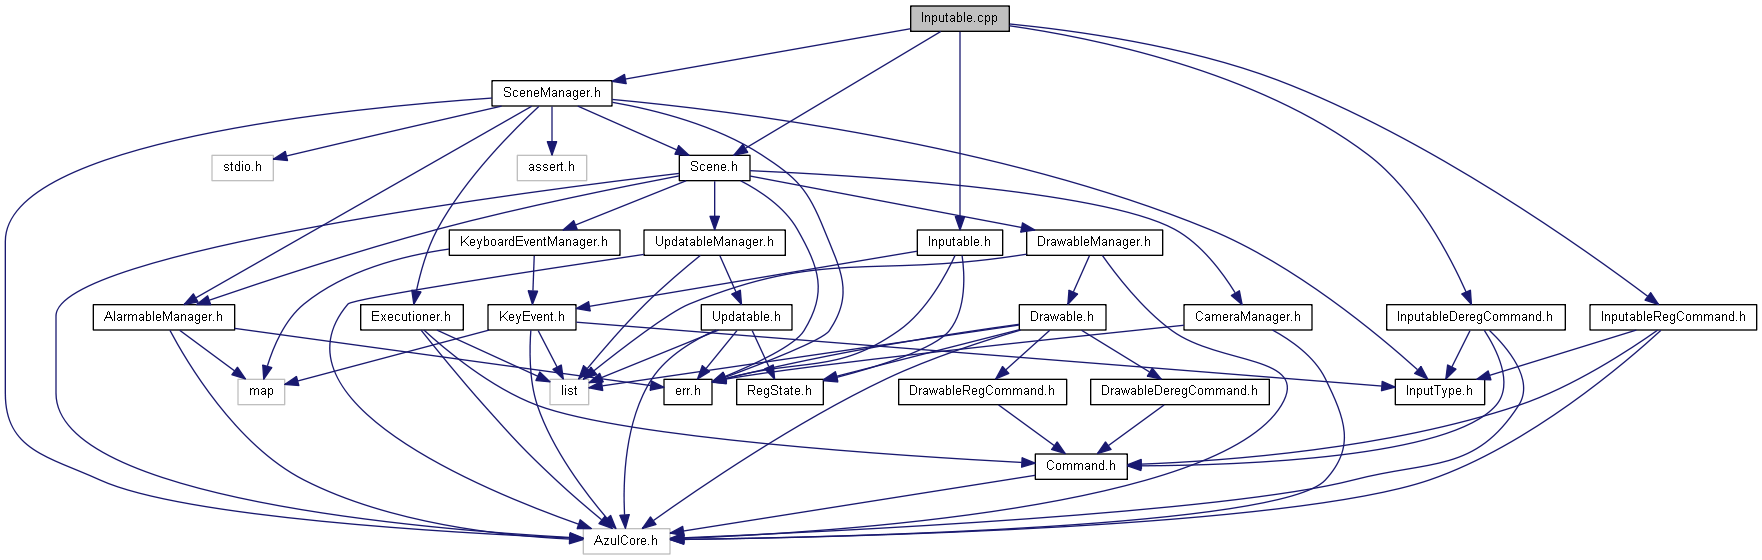 Inputable.cpp
SceneManager.h
stdio.h
assert.h
Scene.h
KeyboardEventManager.h
UpdatableManager.h
Inputable.h
DrawableManager.h
AlarmableManager.h
Executioner.h
KeyEvent.h
Updatable.h
Drawable.h
CameraManager.h
InputableDeregCommand.h
InputableRegCommand.h
map
list
err.h
RegState.h
DrawableRegCommand.h
DrawableDeregCommand.h
InputType.h
Command.h
AzulCore.h